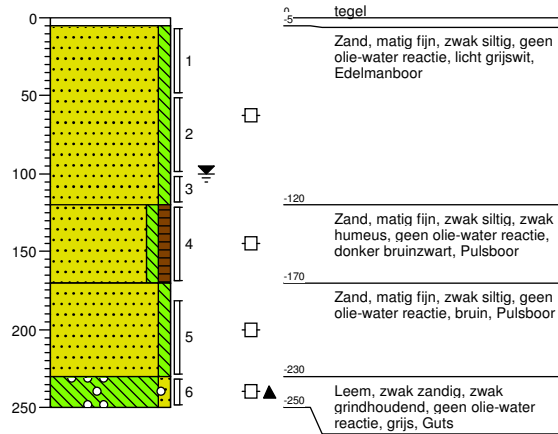 0
50
100
150
200
250
1
2
3
4
5
6
0
tegel
-5
Zand, matig fijn, zwak siltig, geen
olie-water reactie, licht grijswit,
Edelmanboor
-120
Zand, matig fijn, zwak siltig, zwak
humeus, geen olie-water reactie,
donker bruinzwart, Pulsboor
-170
Zand, matig fijn, zwak siltig, geen
olie-water reactie, bruin, Pulsboor
-230
Leem, zwak zandig, zwak
grindhoudend, geen olie-water
reactie, grijs, Guts
-250